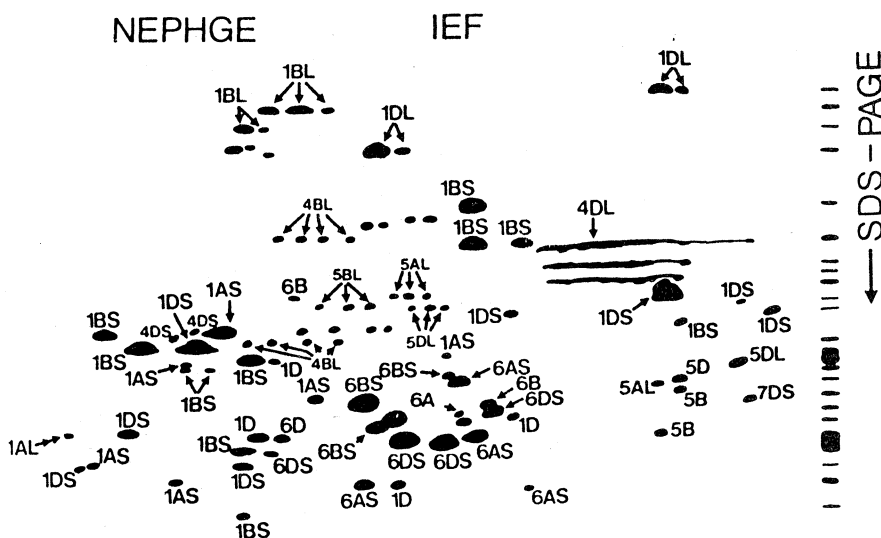 NEPHGE IEF
1DL
1BL
1BL
1DL
SDS-PAGE
1BS
4BL 4DL
1BS 1BS
5BL 5AL
6B
1AS
1DS
1BS 4DS 4DS 1DS 1DS 1DS
5DL 1BS
1AS
1BS 4BL 6BS 6AS 5D 5DL
1AS 1BS 1D 5AL
1BS 1AS 6BS 6B 5B 7DS
6A 6DS
1DS 1D 6D 1D
1AL 1BS 6BS 5B
1AS 6DS 6DS 6DS 6AS
1DS 1DS
1AS 6AS 1D 6AS
1BS